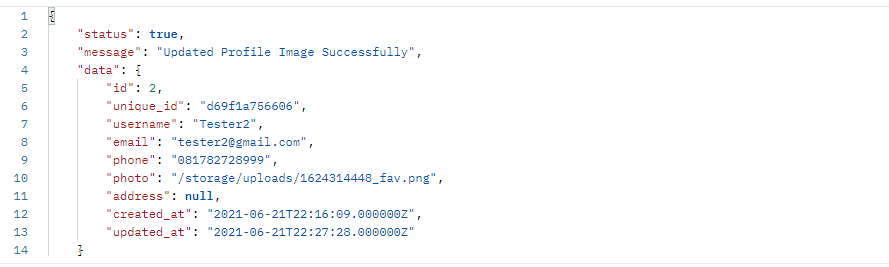 1 {
2 "status": true,
3 "message": "Updated Profile Image Successfully",
4 "data": {
5 "id": 2,
6 "unique_id": "d69f1a756606",
7 "username": "Tester2",
8 "email": "tester2@gmail.com",
9 "phone": "081782728999",
10 "photo": "/storage/uploads/1624314448_fav.png",
11 "address": null,
12 "created_at": "2021-06-21T22:16:09.000000Z",
13 "updated_at": "2021-06-21T22:27:28.000000Z"
14 }